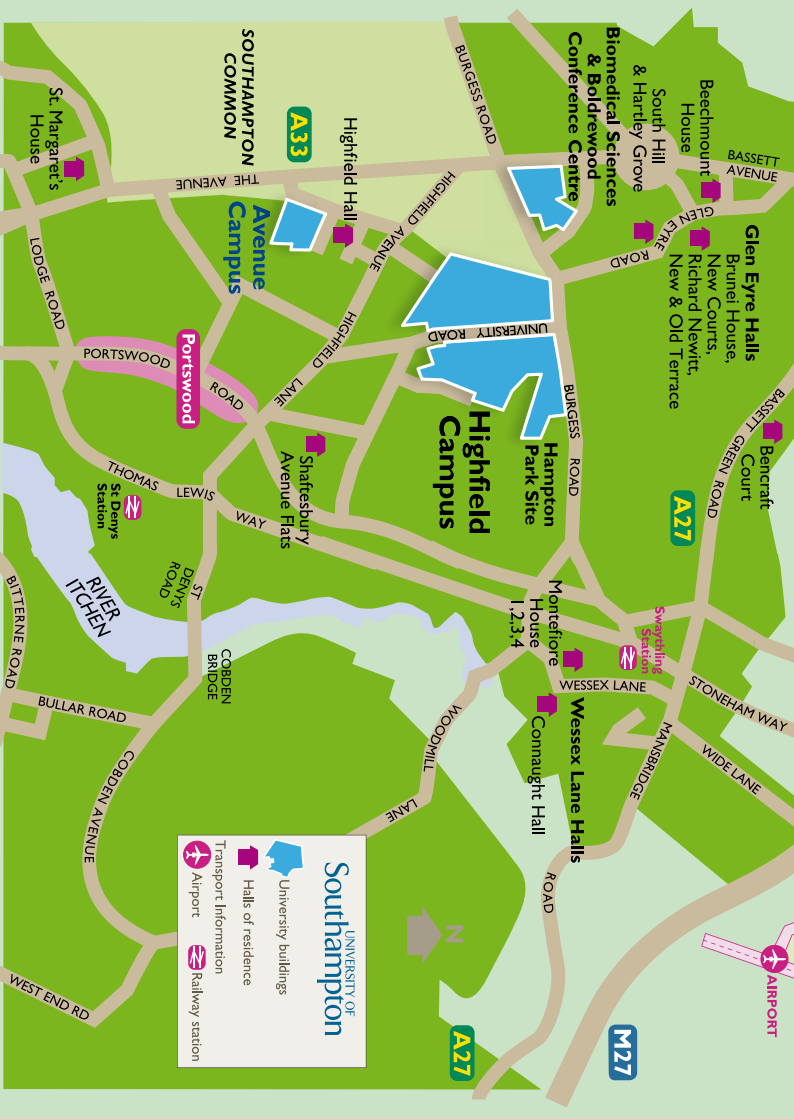 BASSETT
AVENUE
Beechmount
House
South Hill
& Hartley Grove
Biomedical Sciences
& Boldrewood
Conference Centre
BURGESS ROAD
GLEN EYRE
ROAD
Glen Eyre Halls
Brunei House,
New Courts,
Richard Newitt,
New & Old Terrace
BASSETT GREEN ROAD
Bencraft
Court
A27
SOUTHAMPTON
COMMON
A33
Highfield Hall
THE AVENUE
HIGHFIELD AVENUE
Avenue
Campus
St. Margaret's
House
LODGE ROAD
HIGHFIELD
LANE
UNIVERSITY ROAD
BURGESS ROAD
Highfield
Campus
Hampton
Park Site
PORTSWOOD
ROAD
Portswood
Shaftesbury
Avenue Flats
THOMAS LEWIS WAY
St Denys
Station
ST
DENYS
ROAD
RIVER
ITCHEN
COBDEN
BRIDGE
BITTERNE ROAD
BULLAR ROAD
COBDEN AVENUE
WEST END RD
Montefiore
House
1,2,3,4
Swaythling
Station
WESSEX LANE
Wessex Lane Halls
Connaught Hall
STONEHAM WAY
WIDE LANE
MANSBRIDGE
ROAD
WOODMILL
LANE
N
A27
M27
AIRPORT
UNIVERSITY OF
Southampton
University buildings
Halls of residence
Transport Information
Airport
Railway station